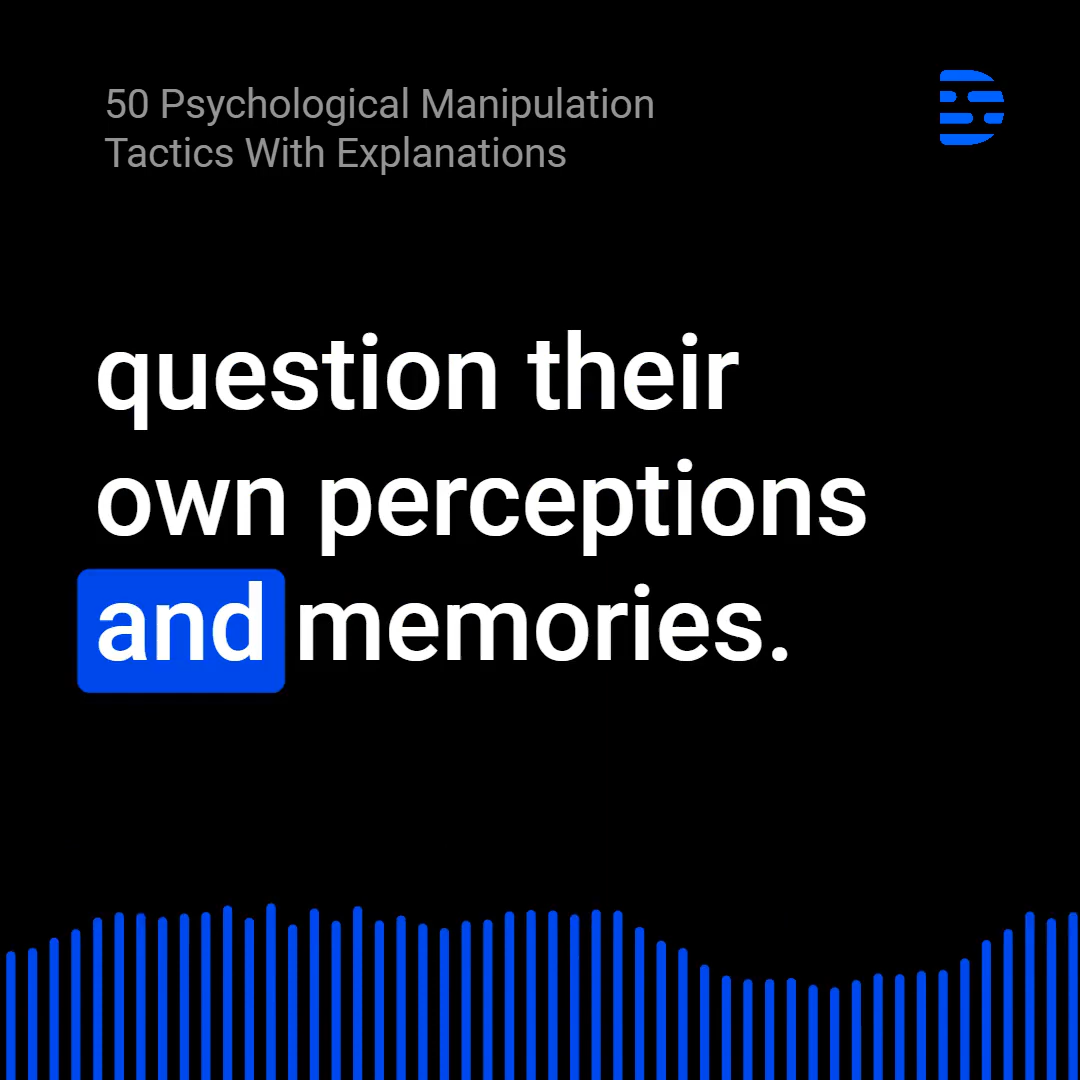 50 Psychological Manipulation
Tactics With Explanations
question their
own perceptions
and memories.